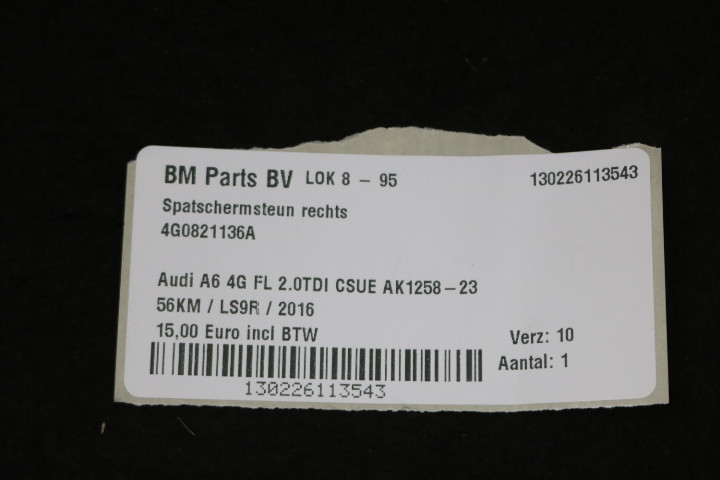 BM Parts BV LOK 8 - 95 130226113543
Spatschermsteun rechts
4G0821136A
Audi A6 4G FL 2.0TDI CSUE AK1258-23
56KM / LS9R / 2016
15,00 Euro incl BTW Verz: 10
Aantal: 1
130226113543